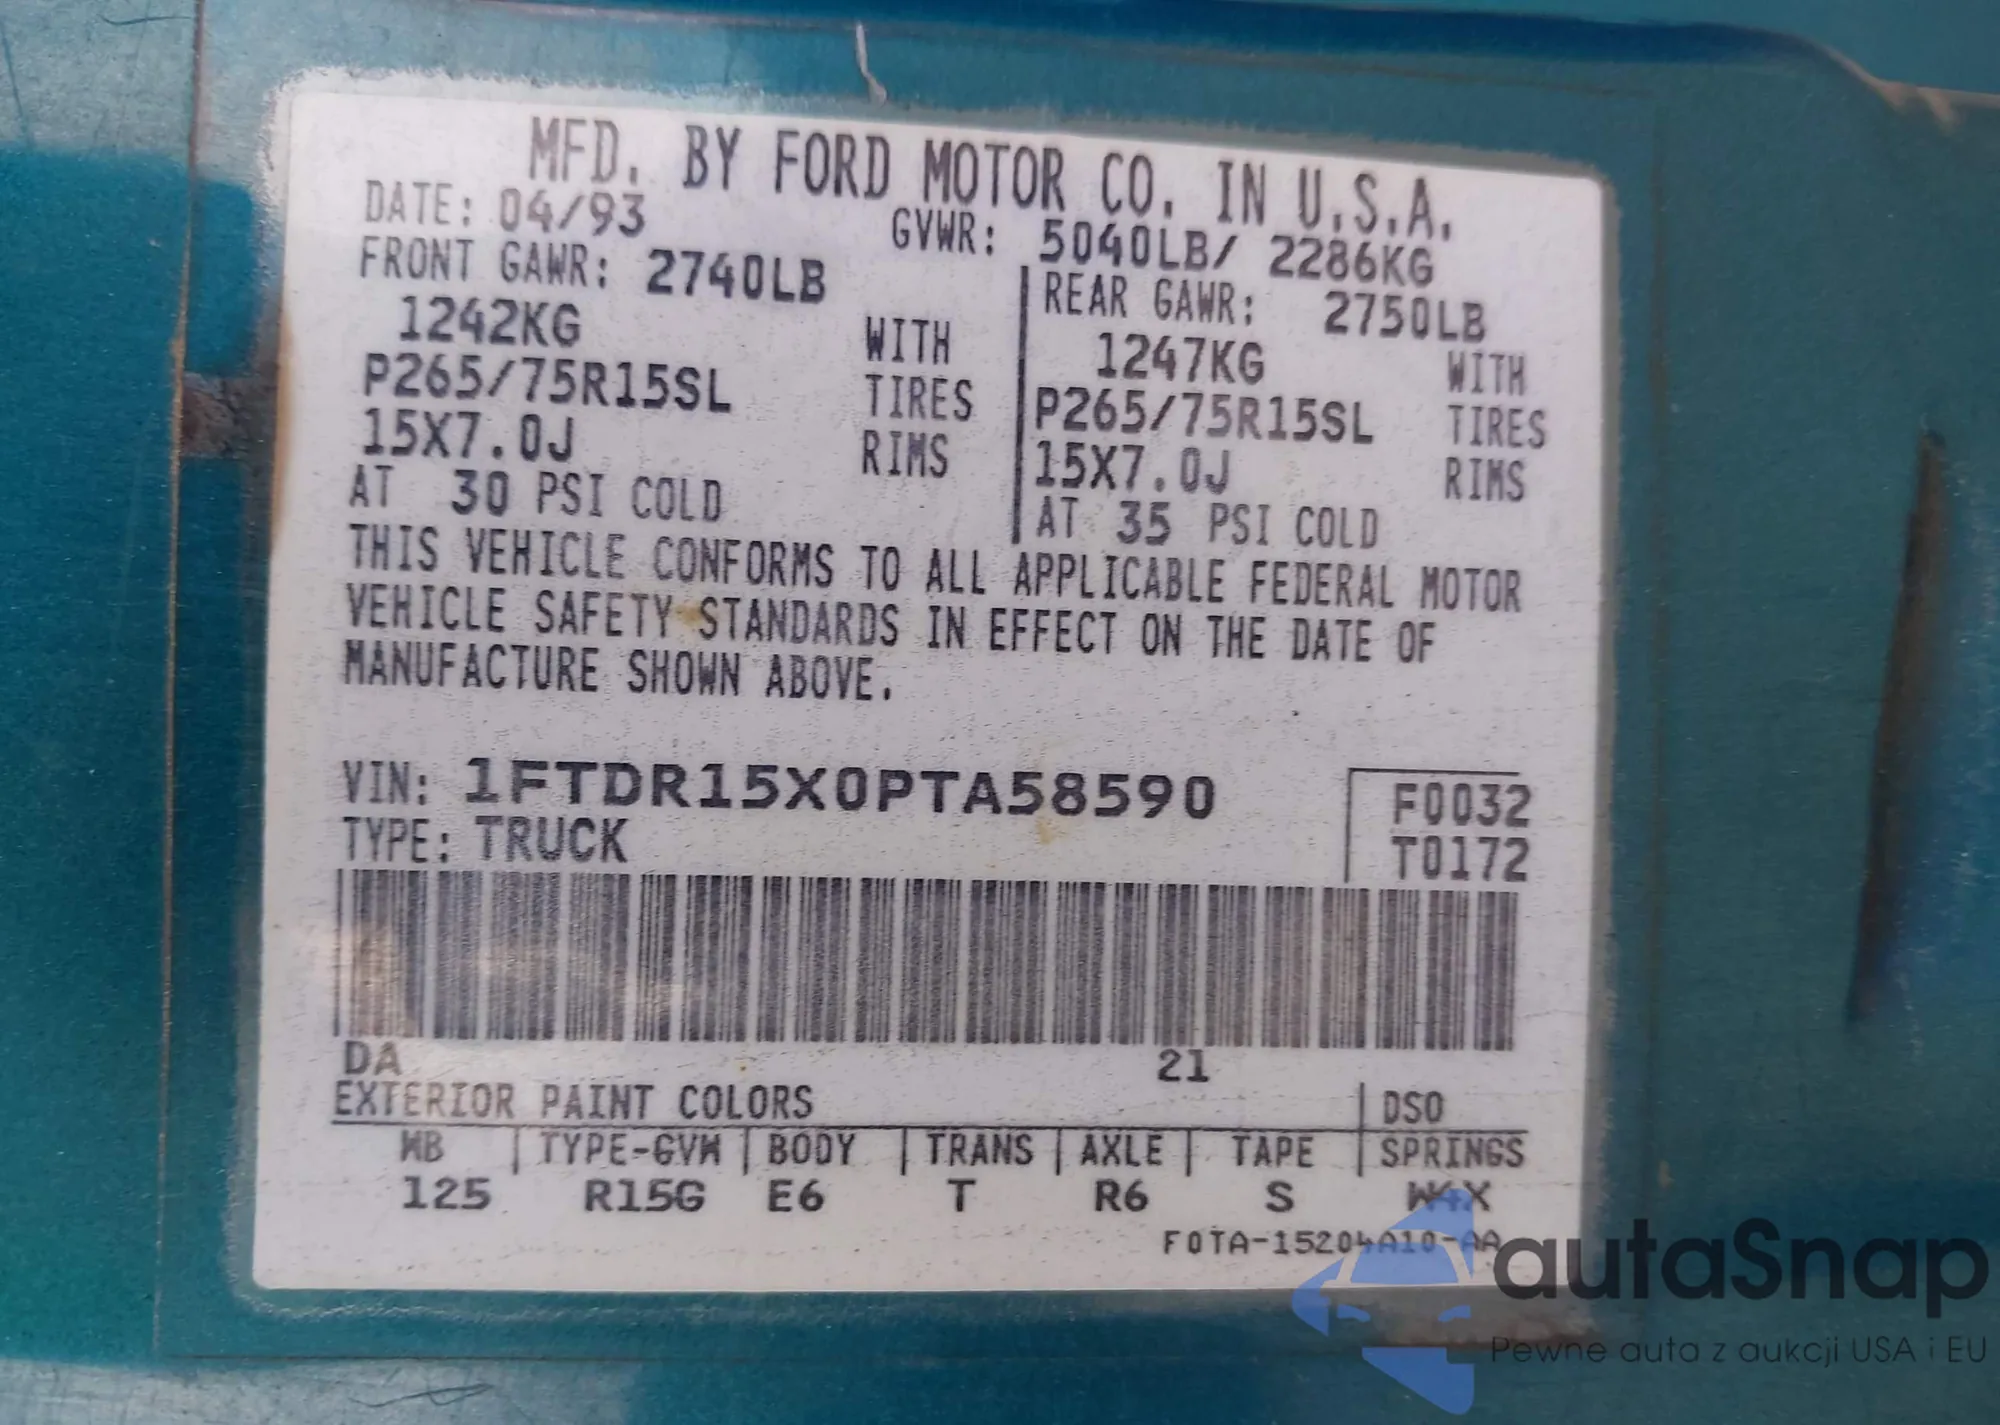 MFD. BY FORD MOTOR CO. IN U.S.A.
DATE: 04/93 GVWR: 5040LB/ 2286KG
FRONT GAWR: 2740LB REAR GAWR: 2750LB
1242KG WITH 1247KG WITH
P265/75R15SL TIRES P265/75R15SL TIRES
15X7.0J RIMS 15X7.0J RIMS
AT 30 PSI COLD AT 35 PSI COLD
THIS VEHICLE CONFORMS TO ALL APPLICABLE FEDERAL MOTOR
VEHICLE SAFETY STANDARDS IN EFFECT ON THE DATE OF
MANUFACTURE SHOWN ABOVE.
VIN: 1FTDR15X0PTA58590 F0032
TYPE: TRUCK T0172
DA 21
EXTERIOR PAINT COLORS DSO
WB TYPE-GVW BODY TRANS AXLE TAPE SPRINGS
125 R15G E6 T R6 S W4X
F0TA-15204A10-AA
autaSnap
Pewne auta z aukcji USA i EU